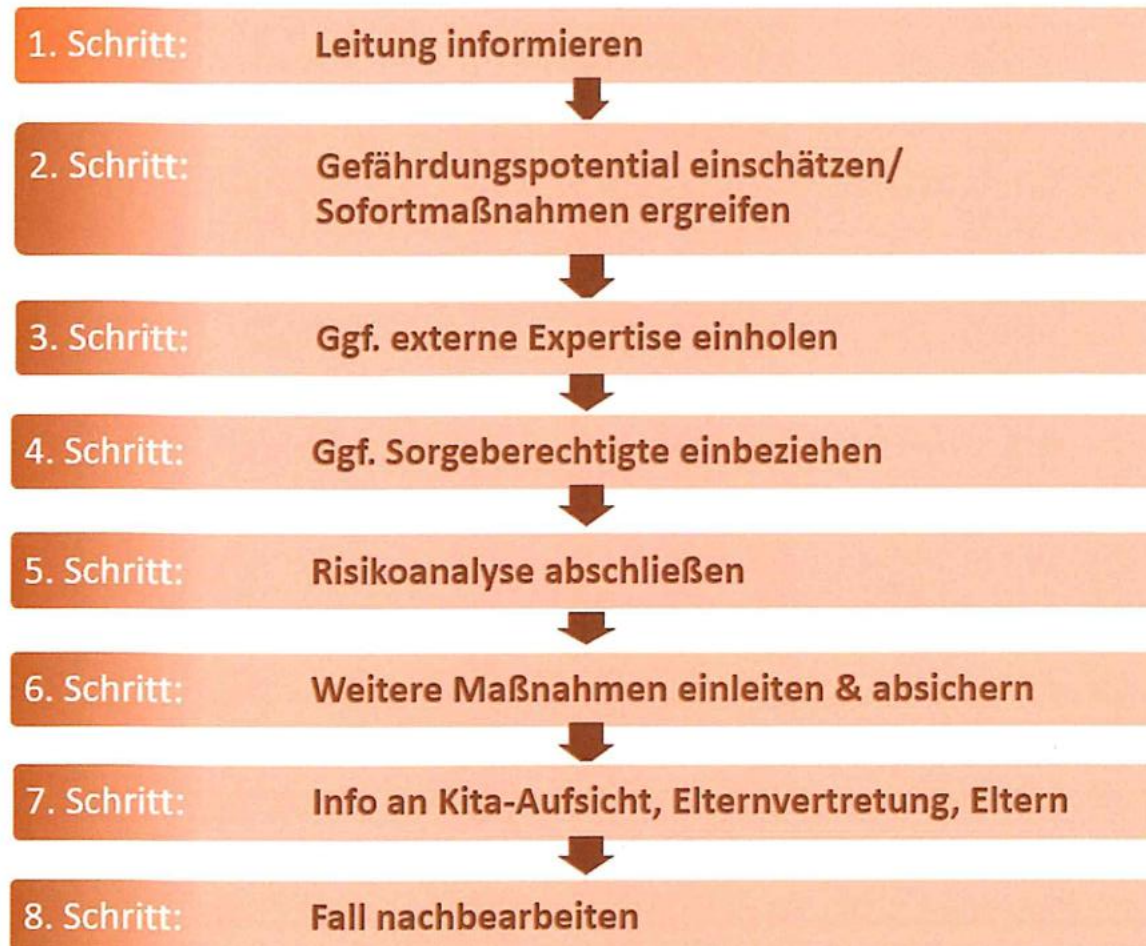 1. Schritt: Leitung informieren
2. Schritt: Gefährdungspotential einschätzen/
Sofortmaßnahmen ergreifen
3. Schritt: Ggf. externe Expertise einholen
4. Schritt: Ggf. Sorgeberechtigte einbeziehen
5. Schritt: Risikoanalyse abschließen
6. Schritt: Weitere Maßnahmen einleiten & absichern
7. Schritt: Info an Kita-Aufsicht, Elternvertretung, Eltern
8. Schritt: Fall nachbearbeiten